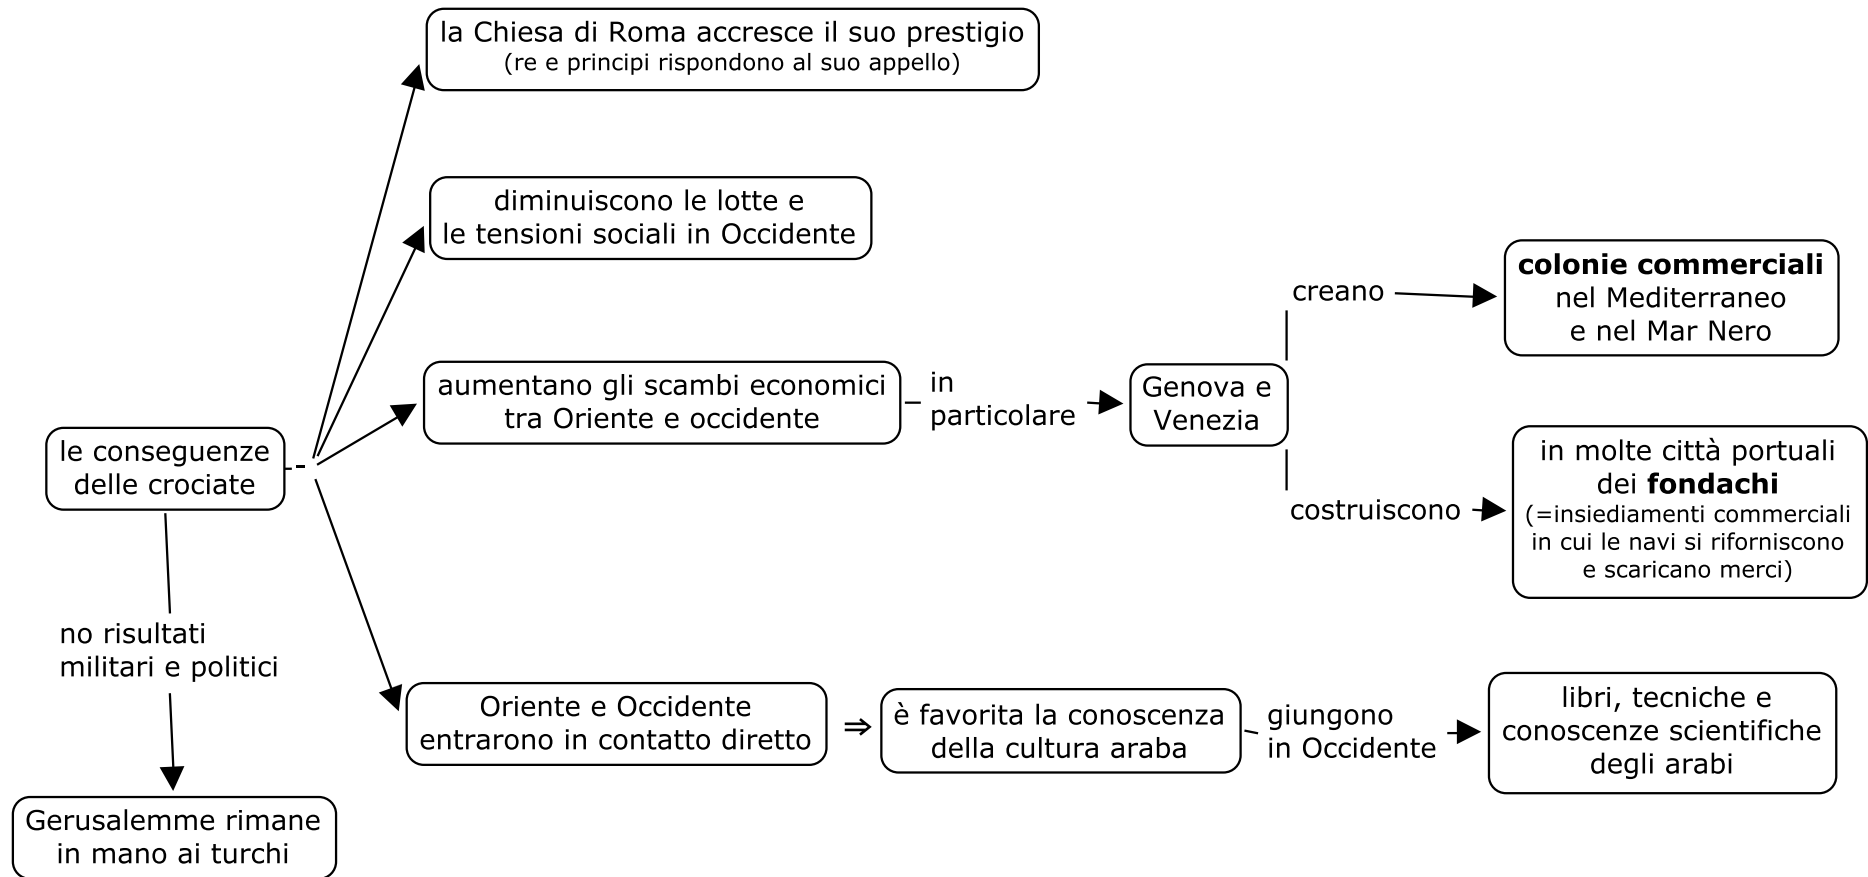 la Chiesa di Roma accresce il suo prestigio
(re e principi rispondono al suo appello)
diminuiscono le lotte e
le tensioni sociali in Occidente
aumentano gli scambi economici
tra Oriente e occidente
in
particolare
Genova e
Venezia
creano
colonie commerciali
nel Mediterraneo
e nel Mar Nero
costruiscono
in molte città portuali
dei fondachi
(=insiediamenti commerciali
in cui le navi si riforniscono
e scaricano merci)
le conseguenze
delle crociate
no risultati
militari e politici
Gerusalemme rimane
in mano ai turchi
Oriente e Occidente
entrarono in contatto diretto
⇒
è favorita la conoscenza
della cultura araba
giungono
in Occidente
libri, tecniche e
conoscenze scientifiche
degli arabi